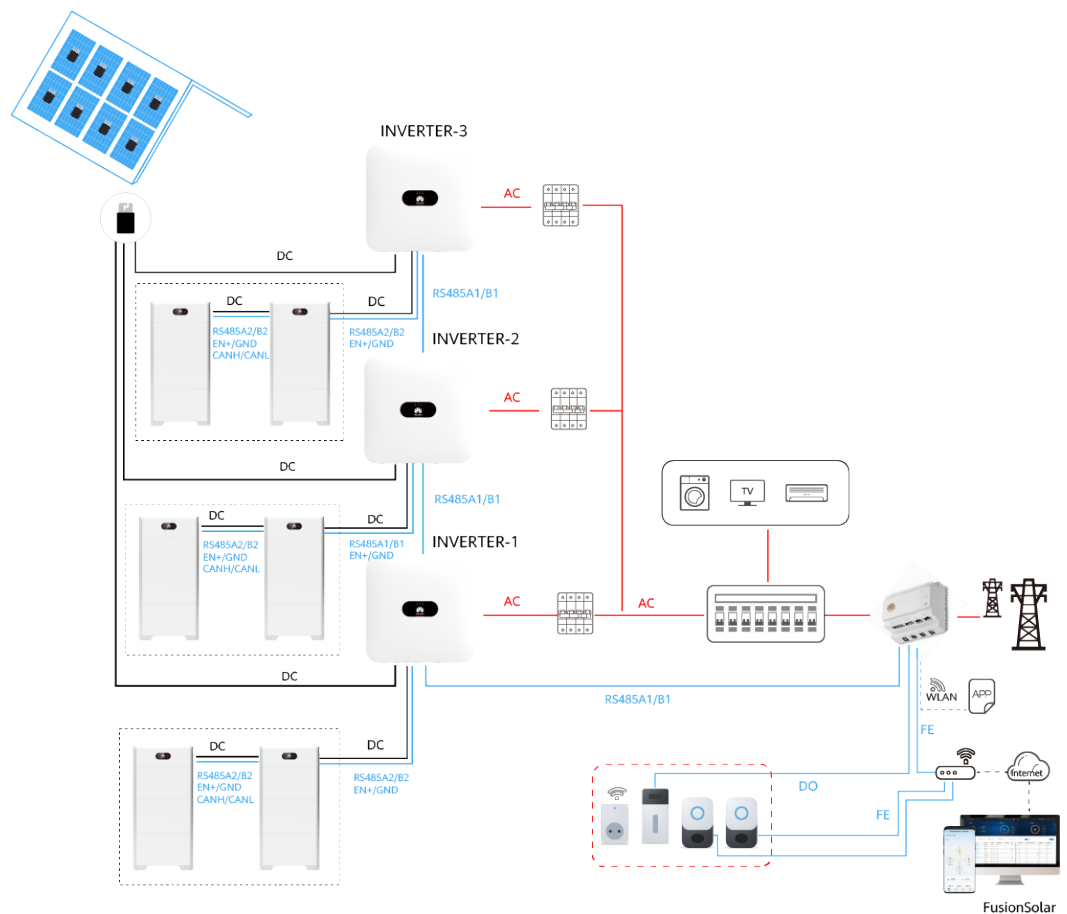 INVERTER-3
AC
DC
RS485A1/B1
DC
DC
RS485A2/B2
EN+/GND
CANH/CANL
RS485A2/B2
EN+/GND
INVERTER-2
AC
DC
RS485A1/B1
TV
DC
DC
RS485A2/B2
EN+/GND
CANH/CANL
RS485A1/B1
EN+/GND
INVERTER-1
AC
AC
DC
RS485A1/B1
WLAN
APP
FE
DC
DC
RS485A2/B2
EN+/GND
CANH/CANL
RS485A2/B2
EN+/GND
DO
FE
Internet
FusionSolar